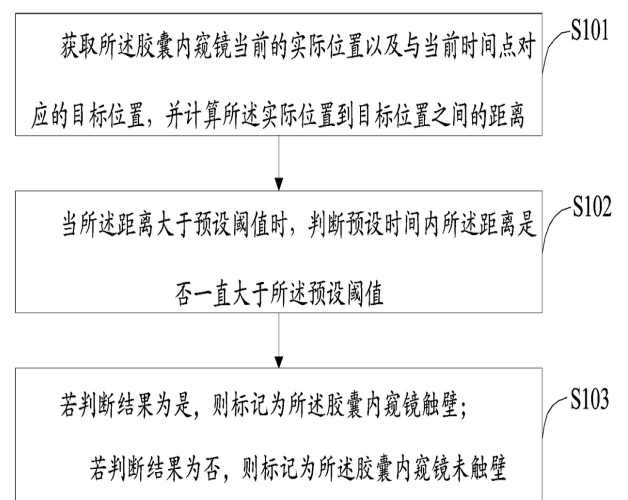 获取所述胶囊内窥镜当前的实际位置以及与当前时间点对
应的目标位置，并计算所述实际位置到目标位置之间的距离
S101
当所述距离大于预设阈值时，判断预设时间内所述距离是
否一直大于所述预设阈值
S102
若判断结果为是，则标记为所述胶囊内窥镜触壁；
若判断结果为否，则标记为所述胶囊内窥镜未触壁
S103